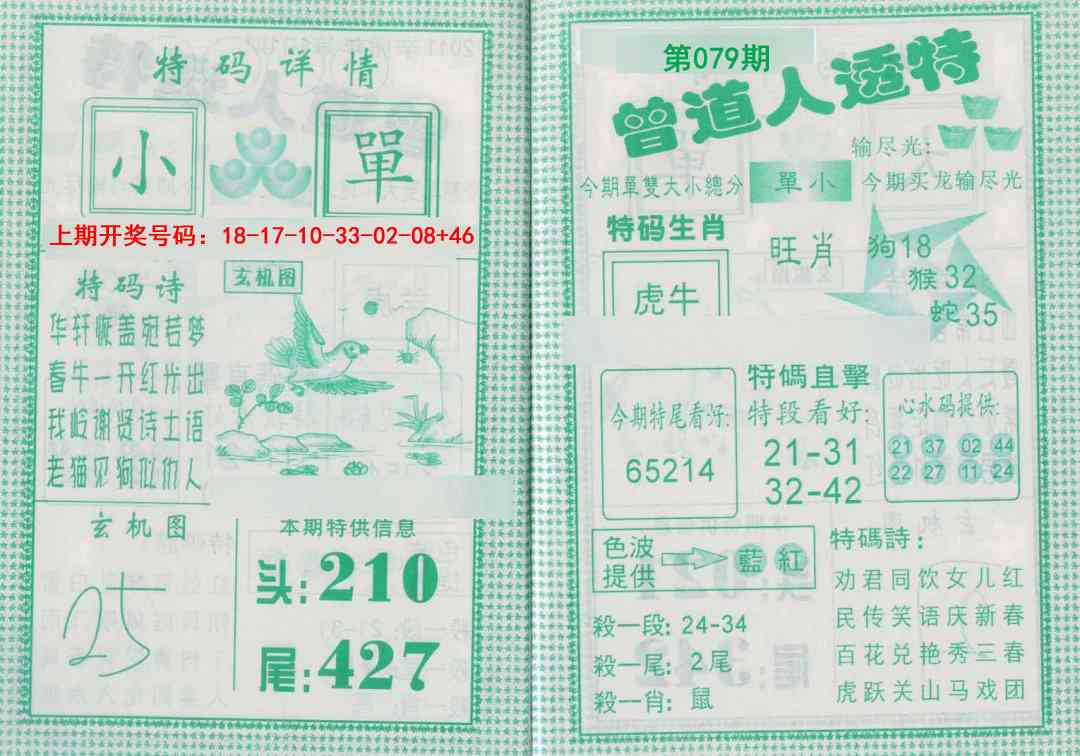 特码详情
小 單
上期开奖号码：18-17-10-33-02-08+46
特码诗
华轩恢盖宛若梦
春牛一开红光出
我岐谢贤诗士语
老猫见狗似仇人
玄机图
玄机图
25
本期特供信息
头:210
尾:427
第079期
曾道人透特
输尽光:
今期買龙输尽光
今期單雙大小總分
單小
特码生肖
虎牛
旺肖
狗18
猴32
蛇35
今期特尾看好:
65214
特碼直擊
特段看好:
21-31
32-42
心水码提供:
21 37 02 44
22 27 11 24
色波
提供
藍 紅
殺一段: 24-34
殺一尾: 2尾
殺一肖: 鼠
特碼詩：
劝君同饮女儿红
民传笑语庆新春
百花兑艳秀三春
虎跃关山马戏团